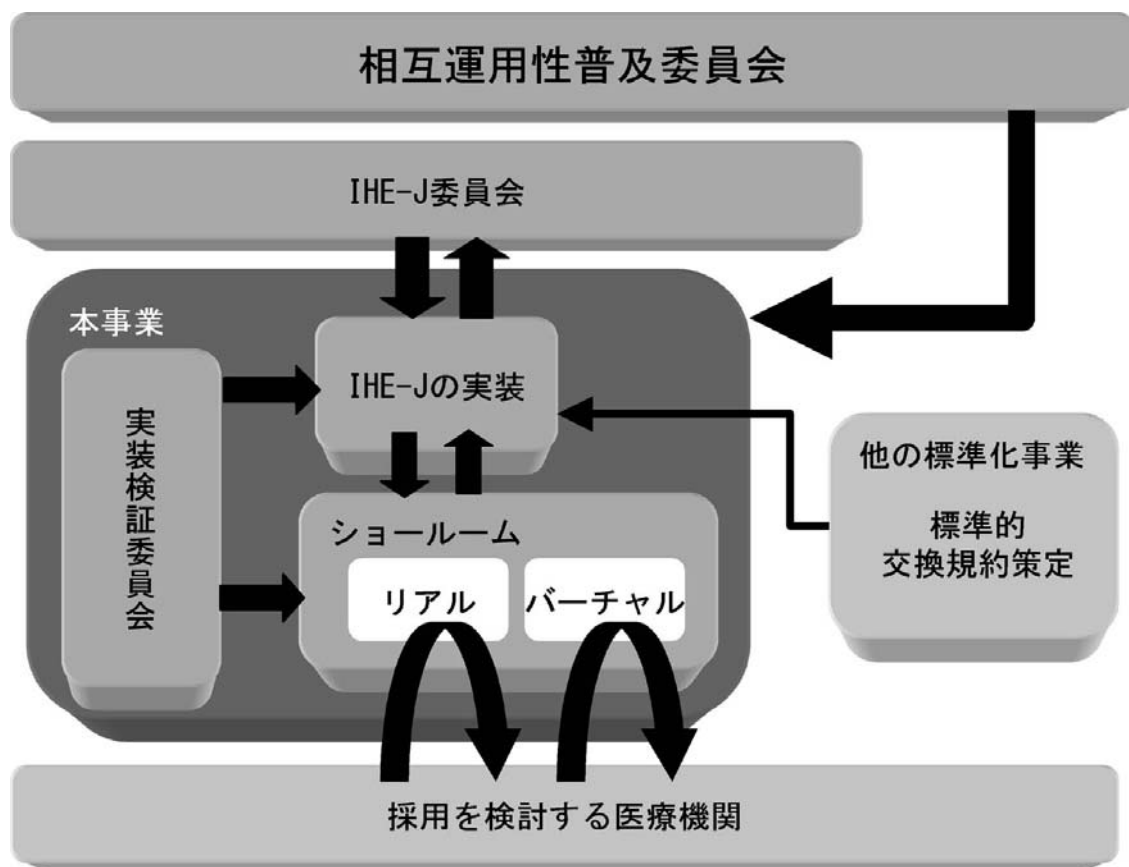 相互運用性普及委員会
IHE-J委員会
本事業
実装検証委員会
IHE-Jの実装
ショールーム
リアル
バーチャル
他の標準化事業
標準的
交換規約策定
採用を検討する医療機関